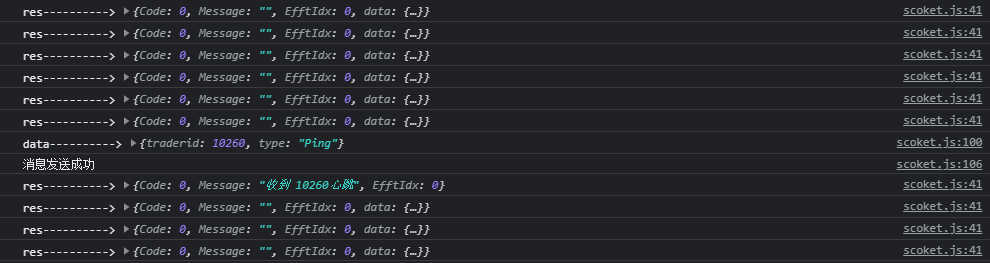 res----------> ▶{Code: 0, Message: "", EfftIdx: 0, data: {…}} scoket.js:41
res----------> ▶{Code: 0, Message: "", EfftIdx: 0, data: {…}} scoket.js:41
res----------> ▶{Code: 0, Message: "", EfftIdx: 0, data: {…}} scoket.js:41
res----------> ▶{Code: 0, Message: "", EfftIdx: 0, data: {…}} scoket.js:41
res----------> ▶{Code: 0, Message: "", EfftIdx: 0, data: {…}} scoket.js:41
res----------> ▶{Code: 0, Message: "", EfftIdx: 0, data: {…}} scoket.js:41
data----------> ▶{traderid: 10260, type: "Ping"} scoket.js:100
消息发送成功 scoket.js:106
res----------> ▶{Code: 0, Message: "收到 10260心跳", EfftIdx: 0} scoket.js:41
res----------> ▶{Code: 0, Message: "", EfftIdx: 0, data: {…}} scoket.js:41
res----------> ▶{Code: 0, Message: "", EfftIdx: 0, data: {…}} scoket.js:41
res----------> ▶{Code: 0, Message: "", EfftIdx: 0, data: {…}} scoket.js:41